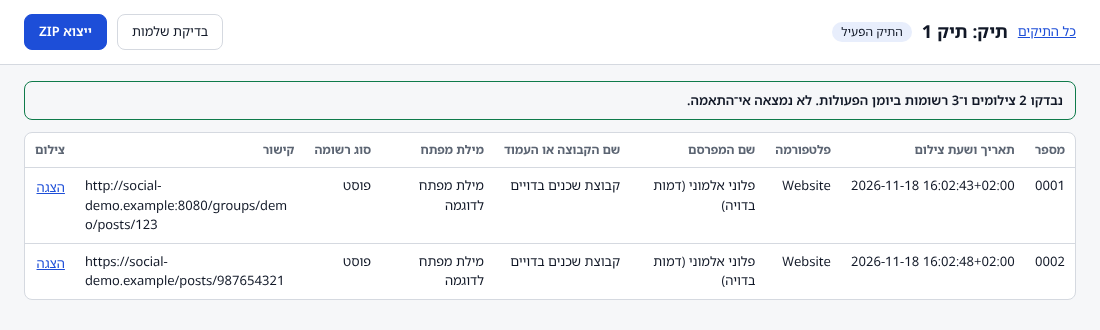 כל התיקים
תיק: תיק 1
התיק הפעיל
בדיקת שלמות
ייצוא ZIP
נבדקו 2 צילומים ו־3 רשומות ביומן הפעולות. לא נמצאה אי־התאמה.
מספר תאריך ושעת צילום פלטפורמה שם המפרסם שם הקבוצה או העמוד מילת מפתח סוג רשומה קישור צילום
0001 2026-11-18 16:02:43+02:00 Website פלוני אלמוני (דמות קבוצת שכנים בדויים מילת מפתח פוסט http://social- הצגה
בדויה) לדוגמה demo.example:8080/groups/dem
o/posts/123
0002 2026-11-18 16:02:48+02:00 Website פלוני אלמוני (דמות קבוצת שכנים בדויים מילת מפתח פוסט https://social- הצגה
בדויה) לדוגמה demo.example/posts/987654321